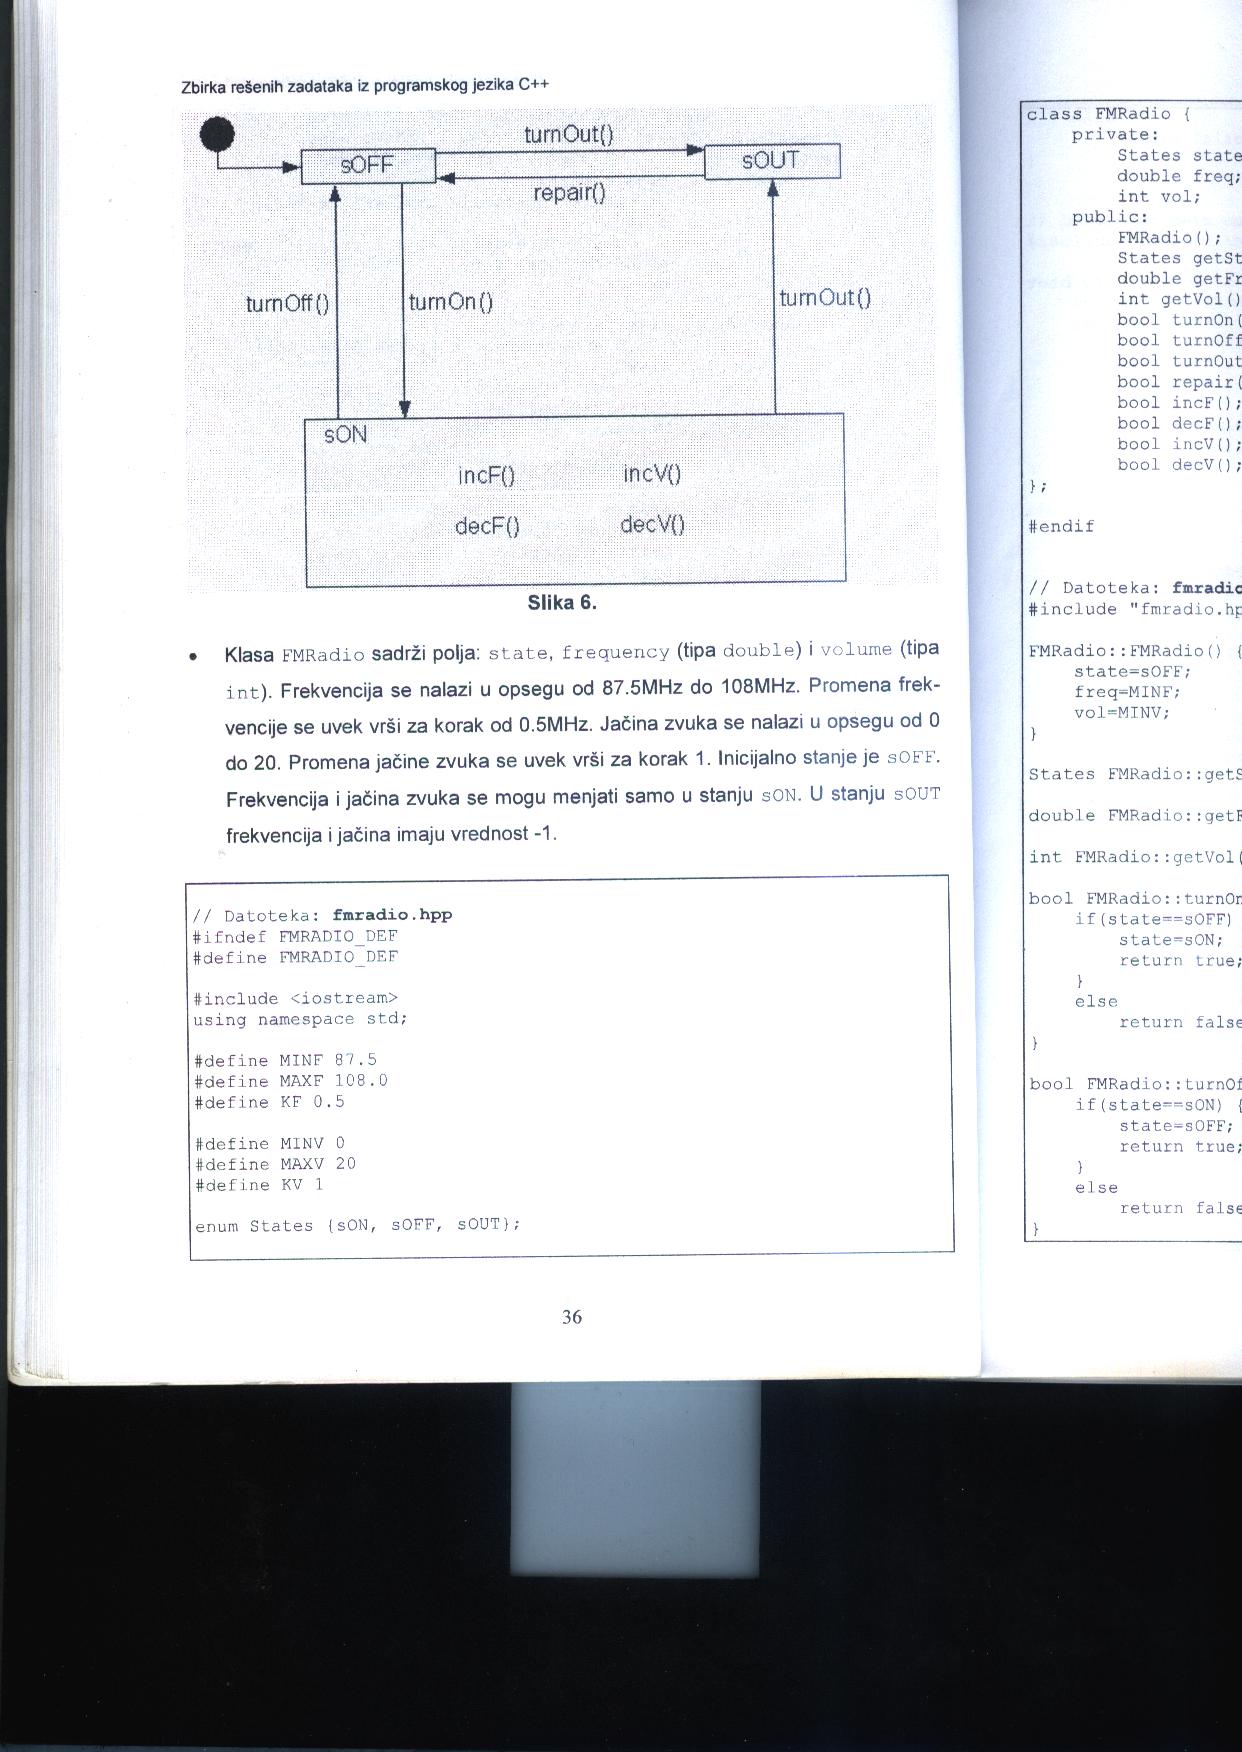 Zbirka rešenih zadataka iz programskog jezika C++
turnOut()
sOFF
sOUT
repair()
turnOff()
turnOn()
turnOut()
sON
incF()
incV()
decF()
decV()
Slika 6.
• Klasa FMRadio sadrži polja: state, frequency (tipa double) i volume (tipa
int). Frekvencija se nalazi u opsegu od 87.5MHz do 108MHz. Promena frek-
vencije se uvek vrši za korak od 0.5MHz. Jačina zvuka se nalazi u opsegu od 0
do 20. Promena jačine zvuka se uvek vrši za korak 1. Inicijalno stanje je sOFF.
Frekvencija i jačina zvuka se mogu menjati samo u stanju sON. U stanju sOUT
frekvencija i jačina imaju vrednost -1.
// Datoteka: fmradio.hpp
#ifndef FMRADIO_DEF
#define FMRADIO_DEF
#include <iostream>
using namespace std;
#define MINF 87.5
#define MAXF 108.0
#define KF 0.5
#define MINV 0
#define MAXV 20
#define KV 1
enum States {sON, sOFF, sOUT};
36
class FMRadio {
private:
States state
double freq;
int vol;
public:
FMRadio();
States getSt
double getFr
int getVol()
bool turnOn(
bool turnOff
bool turnOut
bool repair(
bool incF();
bool decF();
bool incV();
bool decV();
};
#endif
// Datoteka: fmradio
#include "fmradio.hp
FMRadio::FMRadio() {
state=sOFF;
freq=MINF;
vol=MINV;
}
States FMRadio::getS
double FMRadio::getF
int FMRadio::getVol(
bool FMRadio::turnOn
if(state==sOFF)
state=sON;
return true;
}
else
return false
}
bool FMRadio::turnOf
if(state==sON) {
state=sOFF;
return true;
}
else
return false
}